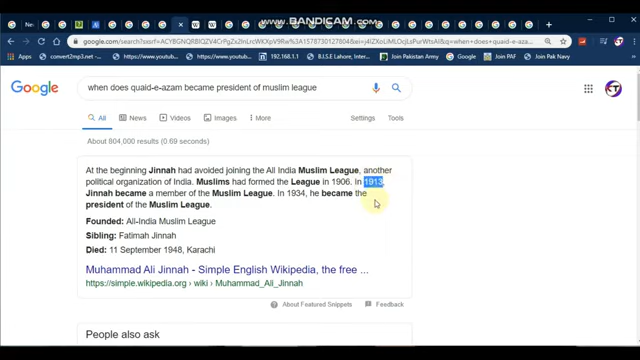 www.BANDICAM.com
google.com/search?sesrf=ACYBGNQRBIQZV4CrFgZs2InLrcWKlXpV9Rw%3A1578730127804&ei=j4lZXoLiMLOcjLsPurWtsAI&q=when+does+quaid-e-aza...
convert2mp3.net-...
https://www.youtub...
https://www.youtub...
192.168.1.1
B.I.S.E Lahore, Inter...
Join Pakistan Army
Google
Join PAF
Join Pak Navy
Google
when does quaid-e-azam became president of muslim league
All
News
Videos
Images
More
Settings
Tools
About 804,000 results (0.69 seconds)
At the beginning Jinnah had avoided joining the All India Muslim League, another
political organization of India. Muslims had formed the League in 1906. In 1913,
Jinnah became a member of the Muslim League. In 1934, he became the
president of the Muslim League.
Founded: All-India Muslim League
Sibling: Fatimah Jinnah
Died: 11 September 1948, Karachi
Muhammad Ali Jinnah - Simple English Wikipedia, the free ...
https://simple.wikipedia.org › wiki › Muhammad_Ali_Jinnah
About Featured Snippets
Feedback
People also ask